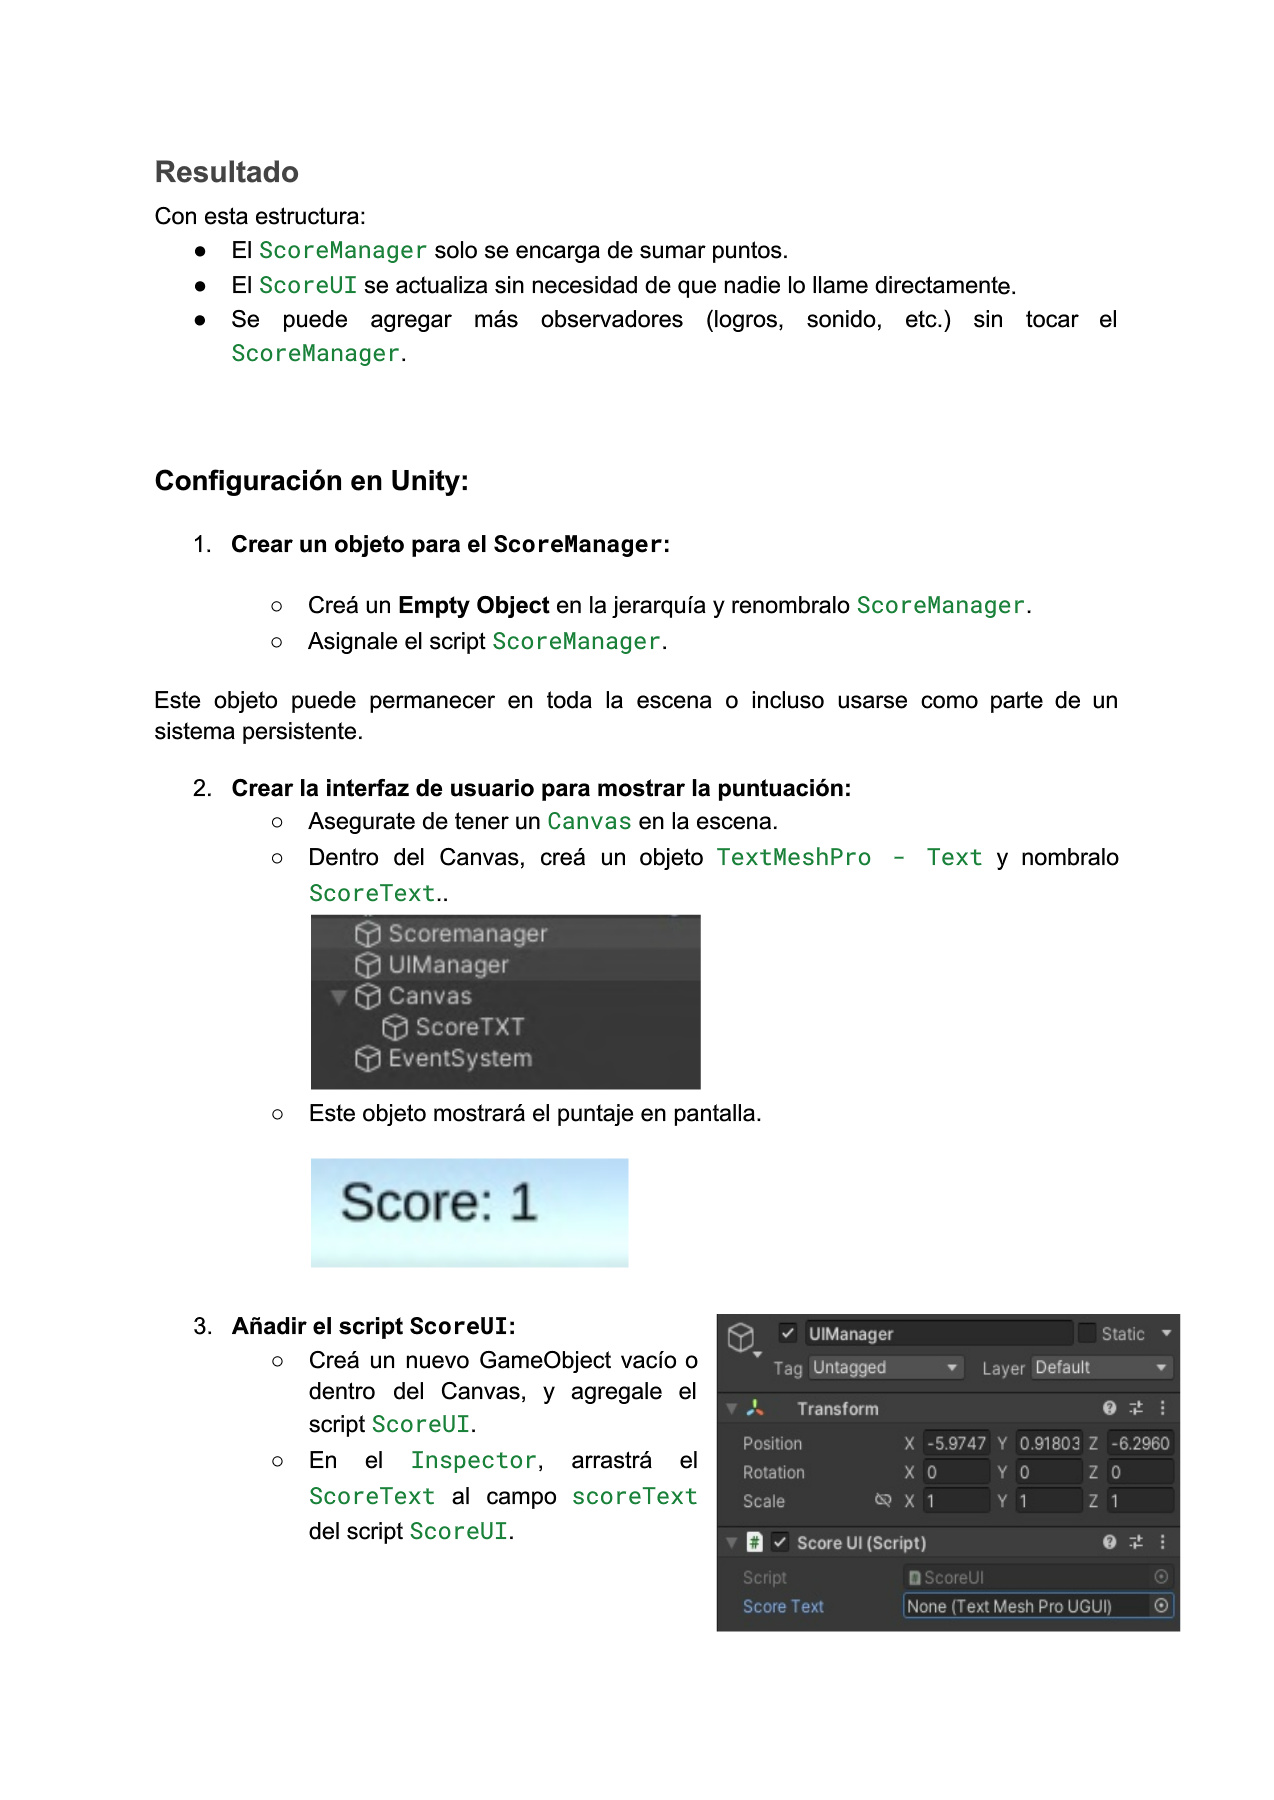 Resultado
Con esta estructura:
● El ScoreManager solo se encarga de sumar puntos.
● El ScoreUI se actualiza sin necesidad de que nadie lo llame directamente.
● Se puede agregar más observadores (logros, sonido, etc.) sin tocar el
ScoreManager.
Configuración en Unity:
1. Crear un objeto para el ScoreManager:
○ Creá un Empty Object en la jerarquía y renombralo ScoreManager.
○ Asignale el script ScoreManager.
Este objeto puede permanecer en toda la escena o incluso usarse como parte de un
sistema persistente.
2. Crear la interfaz de usuario para mostrar la puntuación:
○ Asegurate de tener un Canvas en la escena.
○ Dentro del Canvas, creá un objeto TextMeshPro - Text y nombralo
ScoreText..
Scoremanager
UIManager
Canvas
ScoreTXT
EventSystem
○ Este objeto mostrará el puntaje en pantalla.
Score: 1
3. Añadir el script ScoreUI:
○ Creá un nuevo GameObject vacío o
dentro del Canvas, y agregale el
script ScoreUI.
○ En el Inspector, arrastrá el
ScoreText al campo scoreText
del script ScoreUI.
UIManager Static
Tag Untagged Layer Default
Transform
Position X -5.9747 Y 0.91803 Z -6.2960
Rotation X 0 Y 0 Z 0
Scale X 1 Y 1 Z 1
# Score UI (Script)
Script ScoreUI
Score Text None (Text Mesh Pro UGUI)